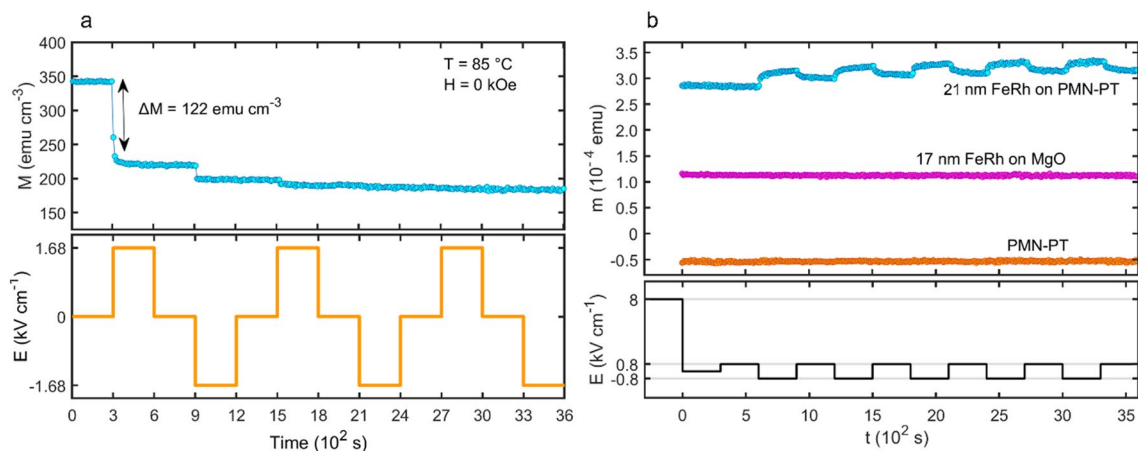 a
400
350
300
250
200
150
M (emu cm-3)
T = 85 °C
H = 0 kOe
ΔM = 122 emu cm-3
1.68
0
-1.68
E (kV cm-1)
0 3 6 9 12 15 18 21 24 27 30 33 36
Time (102 s)
b
3.5
3.0
2.5
2.0
1.5
1.0
0.5
0
-0.5
m (10-4 emu)
21 nm FeRh on PMN-PT
17 nm FeRh on MgO
PMN-PT
8
0.8
-0.8
E (kV cm-1)
0 5 10 15 20 25 30 35
t (102 s)